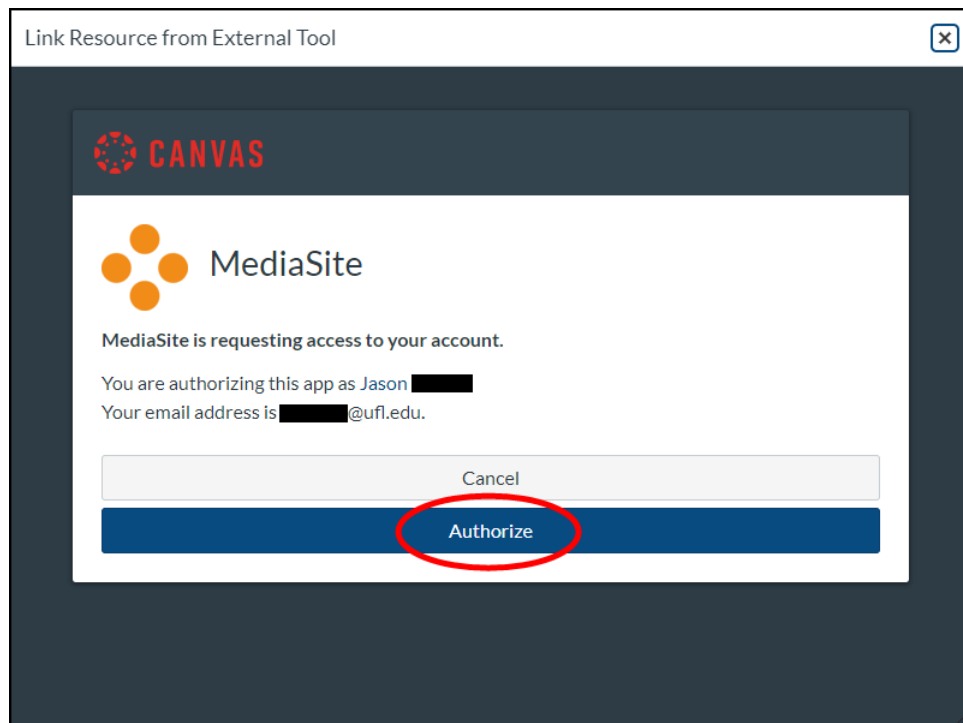 Link Resource from External Tool
CANVAS
MediaSite
MediaSite is requesting access to your account.
You are authorizing this app as Jason
Your email address is @ufl.edu.
Cancel
Authorize